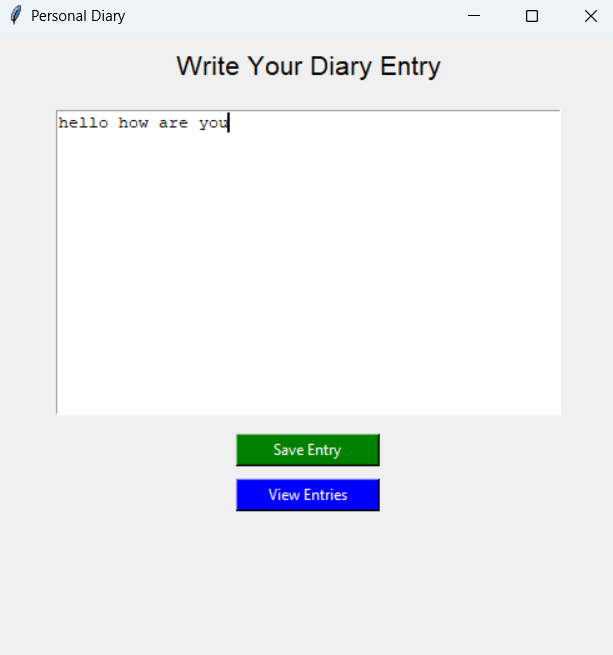 Personal Diary
Write Your Diary Entry
hello how are you
Save Entry
View Entries